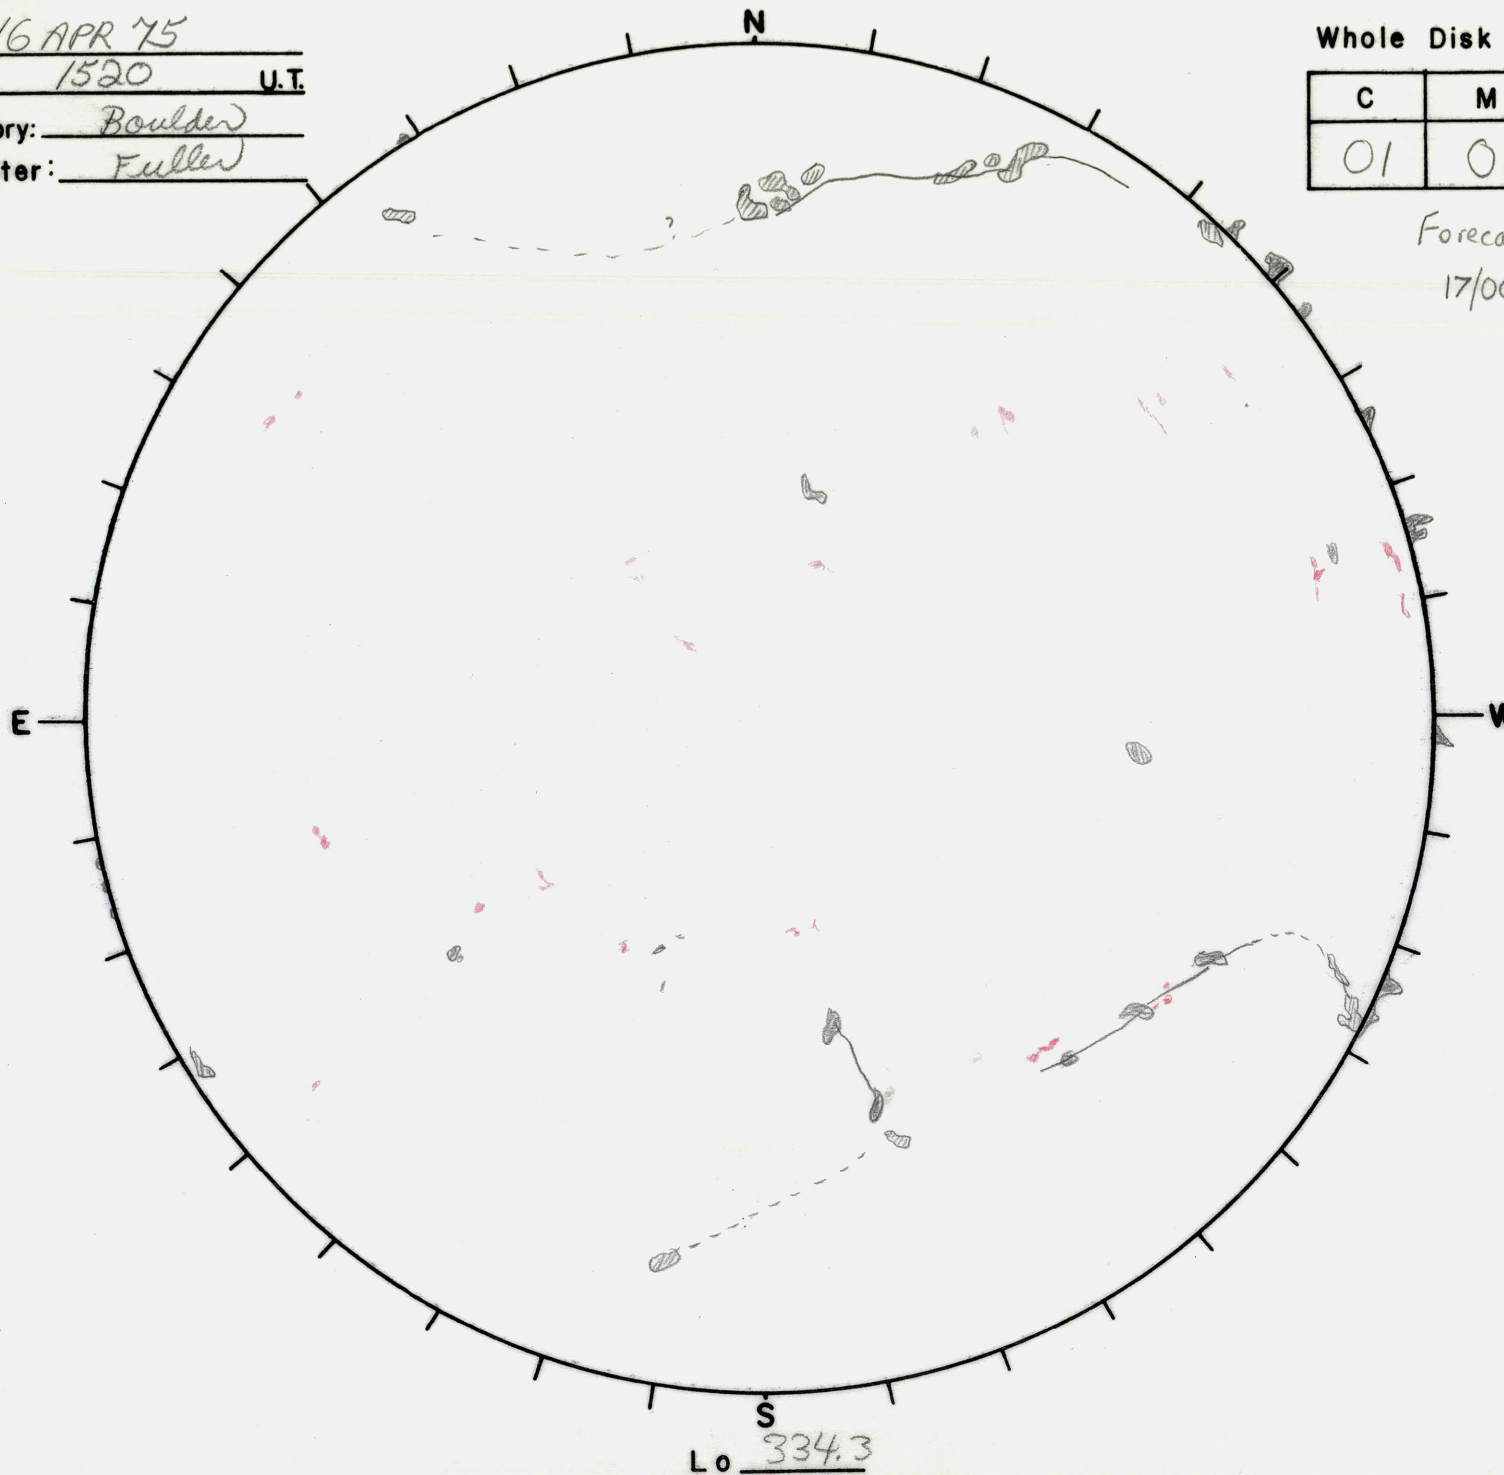 16 APR 75
1520 U.T.
ory: Boulder
ter: Fuller
N
Whole Disk
C M
01 0
Foreca
17/00
?
E
W
S
Lo 334.3